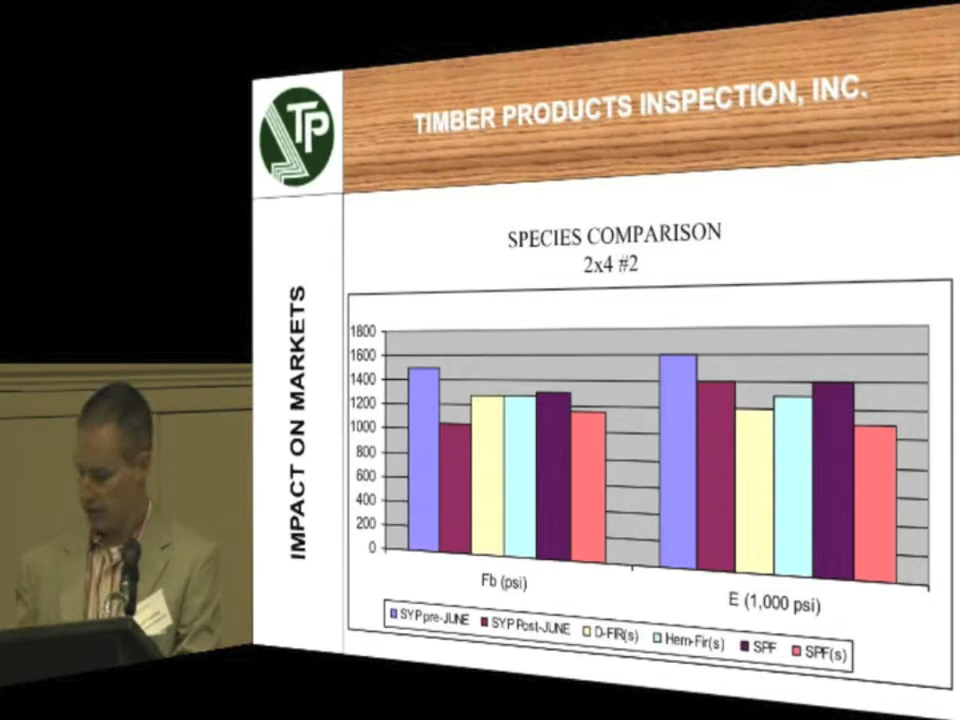 TP
TIMBER PRODUCTS INSPECTION, INC.
IMPACT ON MARKETS
SPECIES COMPARISON
2x4 #2
1800
1600
1400
1200
1000
800
600
400
200
0
Fb (psi)
E (1,000 psi)
SYP pre-JUNE
SYP Post-JUNE
D-FIR(s)
Hem-Fir(s)
SPF
SPF(s)